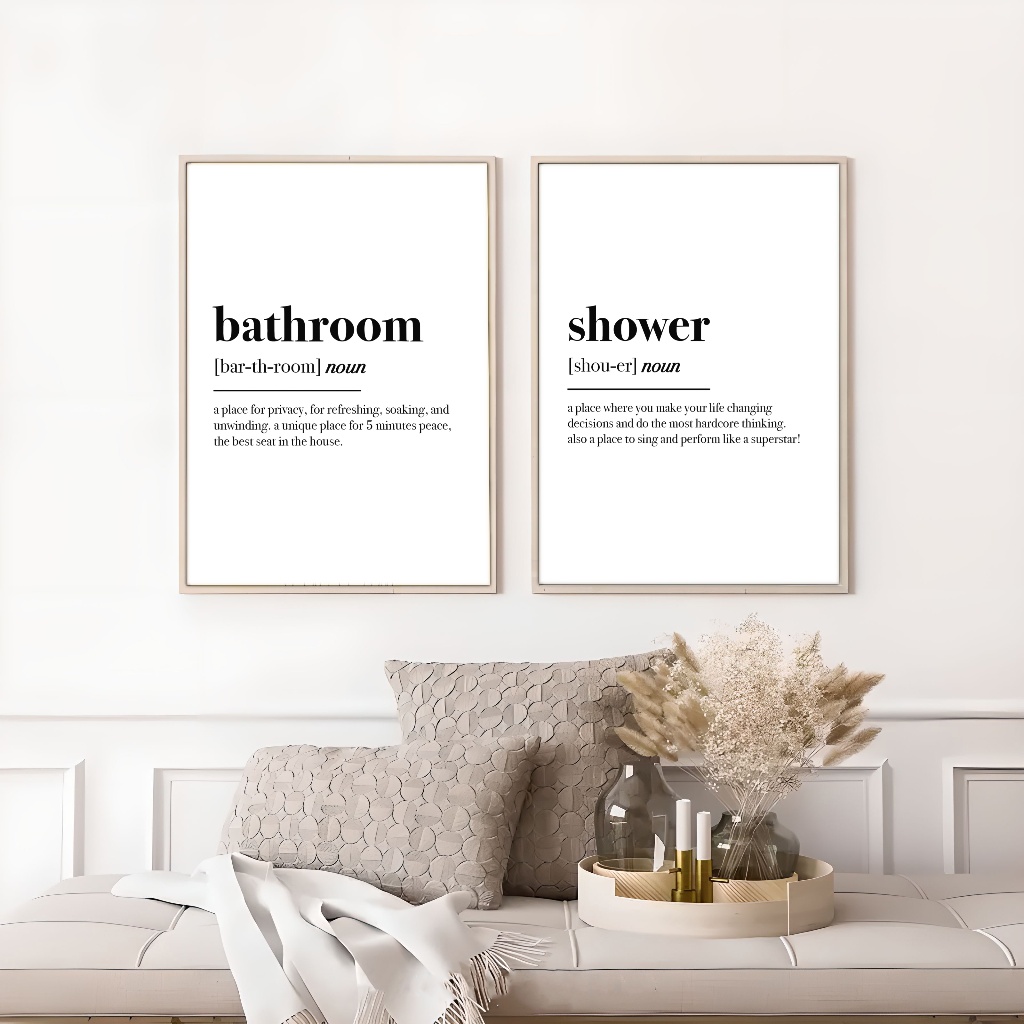 bathroom
[bar-th-room] noun
a place for privacy, for refreshing, soaking, and
unwinding. a unique place for 5 minutes peace,
the best seat in the house.
shower
[shou-er] noun
a place where you make your life changing
decisions and do the most hardcore thinking.
also a place to sing and perform like a superstar!